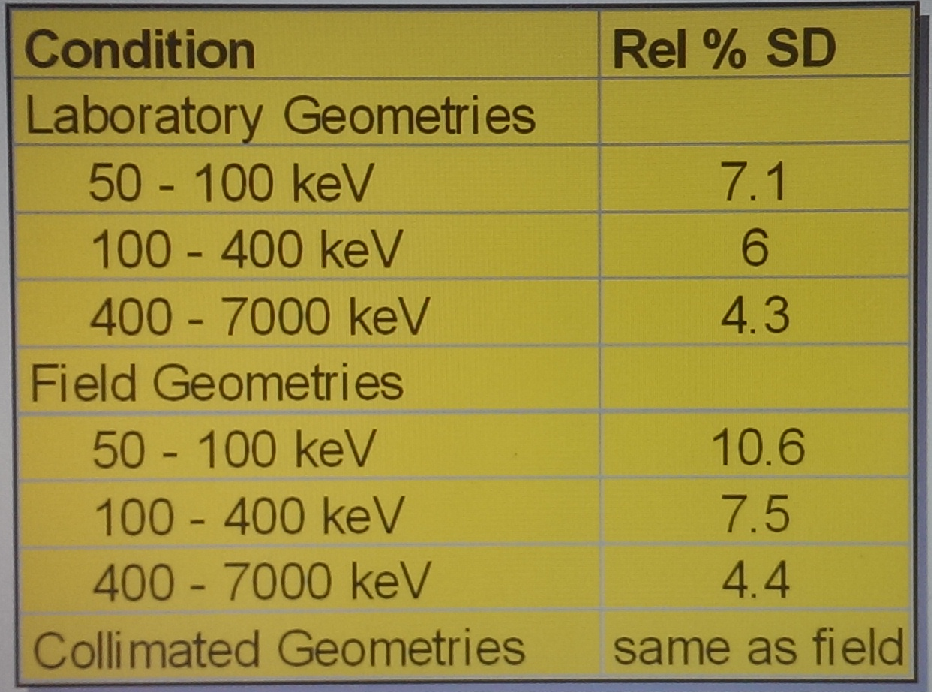 Condition Rel % SD
Laboratory Geometries
50 - 100 keV 7.1
100 - 400 keV 6
400 - 7000 keV 4.3
Field Geometries
50 - 100 keV 10.6
100 - 400 keV 7.5
400 - 7000 keV 4.4
Collimated Geometries same as field